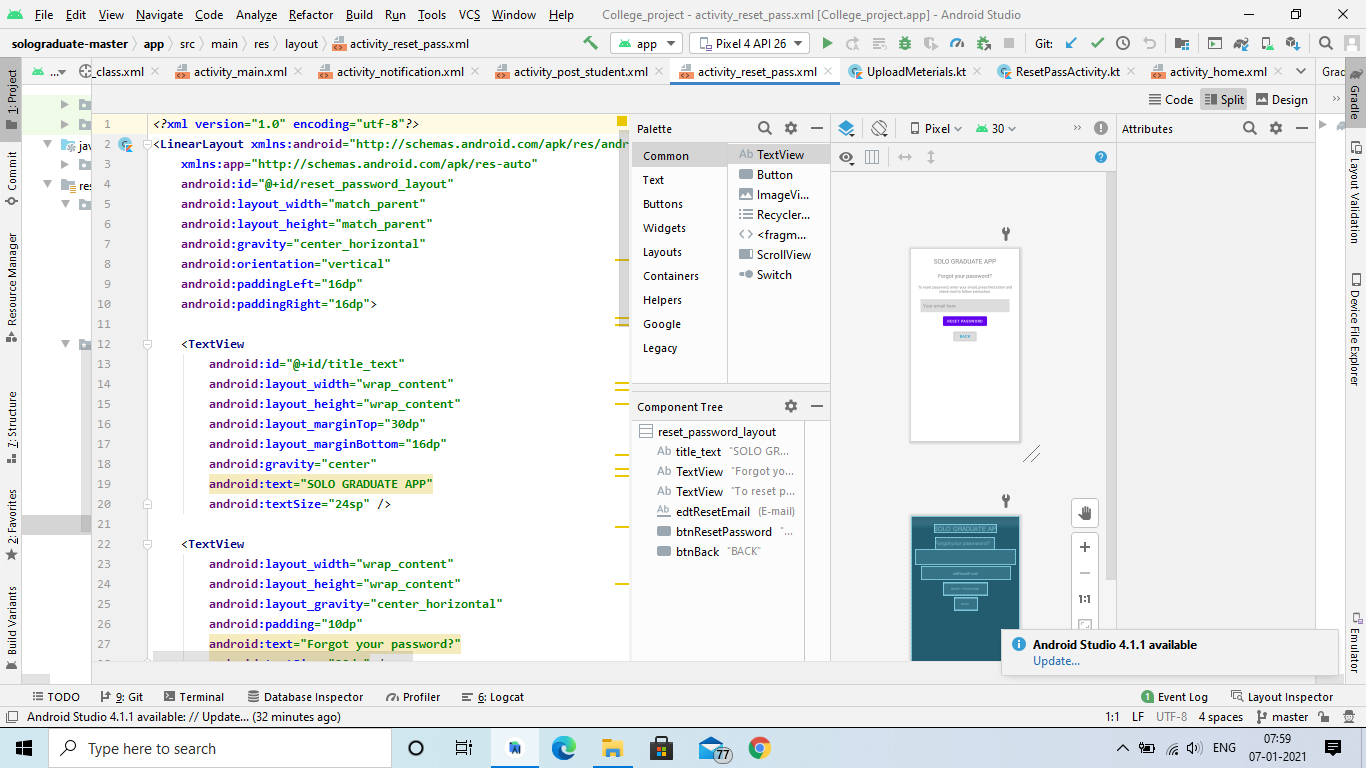 File Edit View Navigate Code Analyze Refactor Build Run Tools VCS Window Help College_project - activity_reset_pass.xml [College_project.app] - Android Studio
solograduate-master app src main res layout activity_reset_pass.xml app Pixel 4 API 26 Git:
..._class.xml activity_main.xml activity_notification.xml activity_post_student.xml activity_reset_pass.xml UploadMeterials.kt ResetPassActivity.kt activity_home.xml Grac
Code Split Design
1: Project
Commit
Resource Manager
7: Structure
2: Favorites
Build Variants
jav
res
1 <?xml version="1.0" encoding="utf-8"?>
2 <LinearLayout xmlns:android="http://schemas.android.com/apk/res/andr
3 xmlns:app="http://schemas.android.com/apk/res-auto"
4 android:id="@+id/reset_password_layout"
5 android:layout_width="match_parent"
6 android:layout_height="match_parent"
7 android:gravity="center_horizontal"
8 android:orientation="vertical"
9 android:paddingLeft="16dp"
10 android:paddingRight="16dp">
11
12 <TextView
13 android:id="@+id/title_text"
14 android:layout_width="wrap_content"
15 android:layout_height="wrap_content"
16 android:layout_marginTop="30dp"
17 android:layout_marginBottom="16dp"
18 android:gravity="center"
19 android:text="SOLO GRADUATE APP"
20 android:textSize="24sp" />
21
22 <TextView
23 android:layout_width="wrap_content"
24 android:layout_height="wrap_content"
25 android:layout_gravity="center_horizontal"
26 android:padding="10dp"
27 android:text="Forgot your password?"
Palette
Common
Text
Buttons
Widgets
Layouts
Containers
Helpers
Google
Legacy
Ab TextView
Button
ImageVi...
Recycler...
<fragm...
ScrollView
Switch
Component Tree
reset_password_layout
Ab title_text "SOLO GR...
Ab TextView "Forgot yo...
Ab TextView "To reset p...
Ab edtResetEmail (E-mail)
btnResetPassword "...
btnBack "BACK"
Pixel 30
SOLO GRADUATE APP
Forgot your password?
To reset password, enter your email, press the button and
Your email here
RESET PASSWORD
BACK
SOLO GRADUATE AP
Forgot your password?
1:1
Attributes
Gradle
Layout Validation
Device File Explorer
Emulator
Android Studio 4.1.1 available
Update...
TODO 9: Git Terminal Database Inspector Profiler 6: Logcat 1 Event Log Layout Inspector
Android Studio 4.1.1 available: // Update... (32 minutes ago) 1:1 LF UTF-8 4 spaces master
Type here to search 77 ENG 07:59
07-01-2021